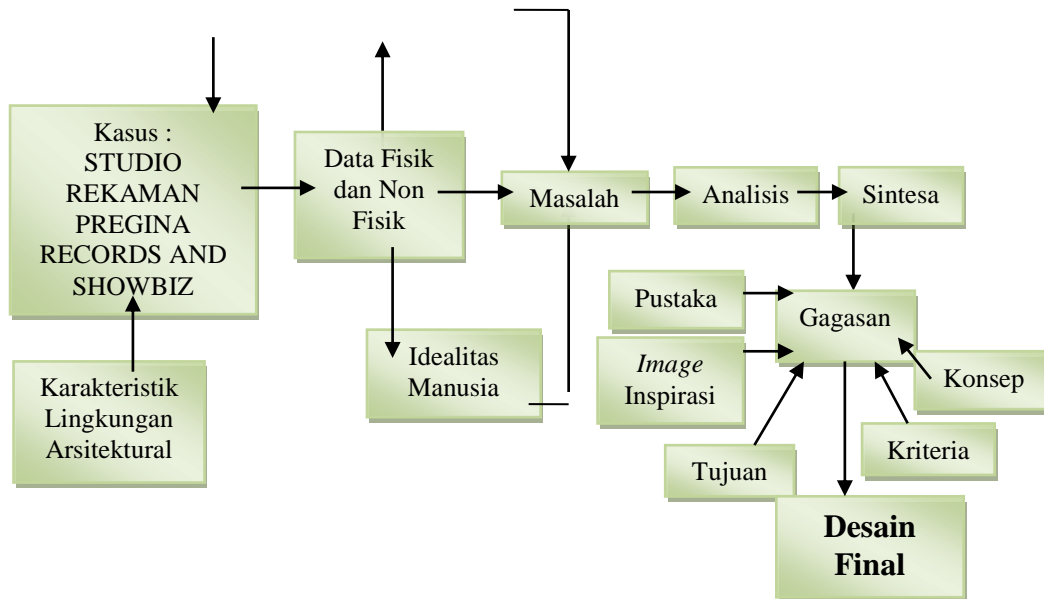 Kasus :
STUDIO
REKAMAN
PREGINA
RECORDS AND
SHOWBIZ
Data Fisik
dan Non
Fisik
Masalah
Analisis
Sintesa
Pustaka
Gagasan
Image
Inspirasi
Konsep
Idealitas
Manusia
Karakteristik
Lingkungan
Arsitektural
Tujuan
Kriteria
Desain
Final